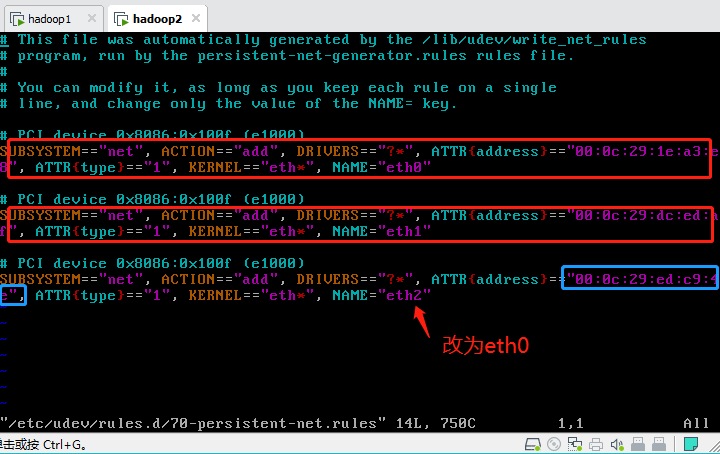 hadoop1 × hadoop2 ×
# This file was automatically generated by the /lib/udev/write_net_rules
# program, run by the persistent-net-generator.rules rules file.
#
# You can modify it, as long as you keep each rule on a single
# line, and change only the value of the NAME= key.
# PCI device 0x8086:0x100f (e1000)
SUBSYSTEM=="net", ACTION=="add", DRIVERS=="?*", ATTR{address}=="00:0c:29:1e:a3:e
8", ATTR{type}=="1", KERNEL=="eth*", NAME="eth0"
# PCI device 0x8086:0x100f (e1000)
SUBSYSTEM=="net", ACTION=="add", DRIVERS=="?*", ATTR{address}=="00:0c:29:dc:ed:a
f", ATTR{type}=="1", KERNEL=="eth*", NAME="eth1"
# PCI device 0x8086:0x100f (e1000)
SUBSYSTEM=="net", ACTION=="add", DRIVERS=="?*", ATTR{address}=="00:0c:29:ed:c9:4
e", ATTR{type}=="1", KERNEL=="eth*", NAME="eth2"
改为eth0
~
~
~
~
"/etc/udev/rules.d/70-persistent-net.rules" 14L, 750C 1,1 All
单击或按 Ctrl+G。